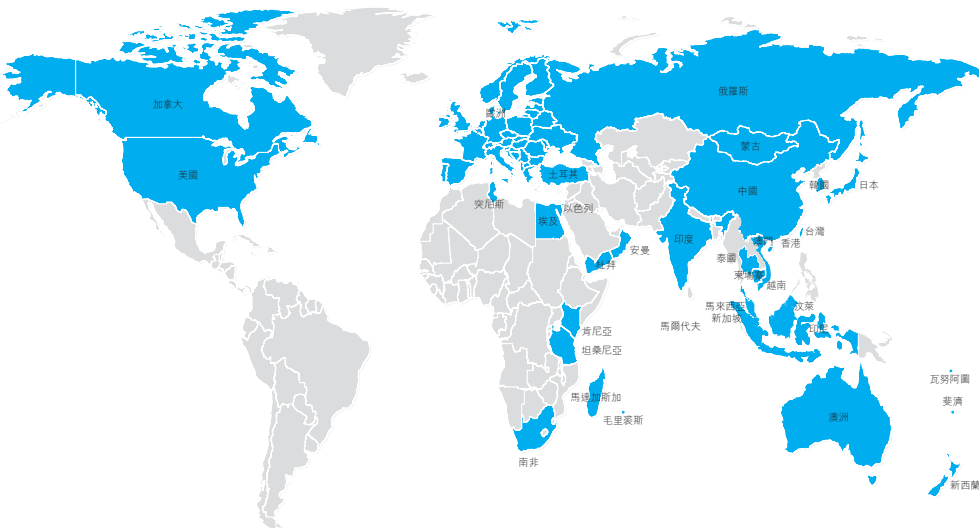 俄羅斯
加拿大
歐洲
蒙古
美國
土耳其
韓國
日本
中國
突尼斯
以色列
埃及
台灣
澳門
香港
印度
安曼
泰國
杜拜
柬埔寨
越南
馬來西亞
汶萊
新加坡
馬爾代夫
印尼
肯尼亞
坦桑尼亞
瓦努阿圖
馬達加斯加
斐濟
毛里裘斯
澳洲
南非
新西蘭